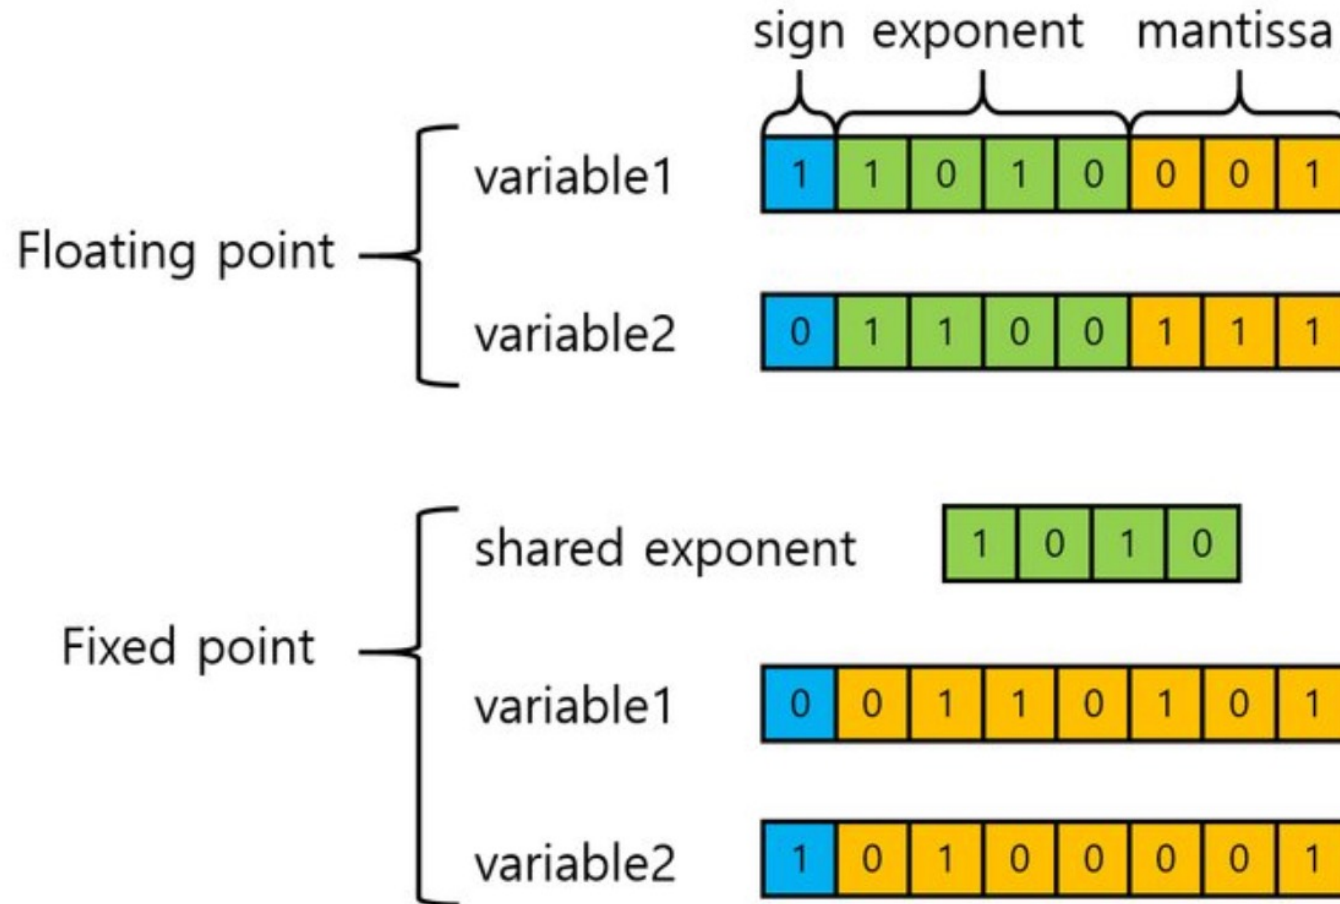 sign exponent mantissa
variable1 1 1 0 1 0 0 0 1
Floating point
variable2 0 1 1 0 0 1 1 1
shared exponent 1 0 1 0
Fixed point
variable1 0 0 1 1 0 1 0 1
variable2 1 0 1 0 0 0 0 1